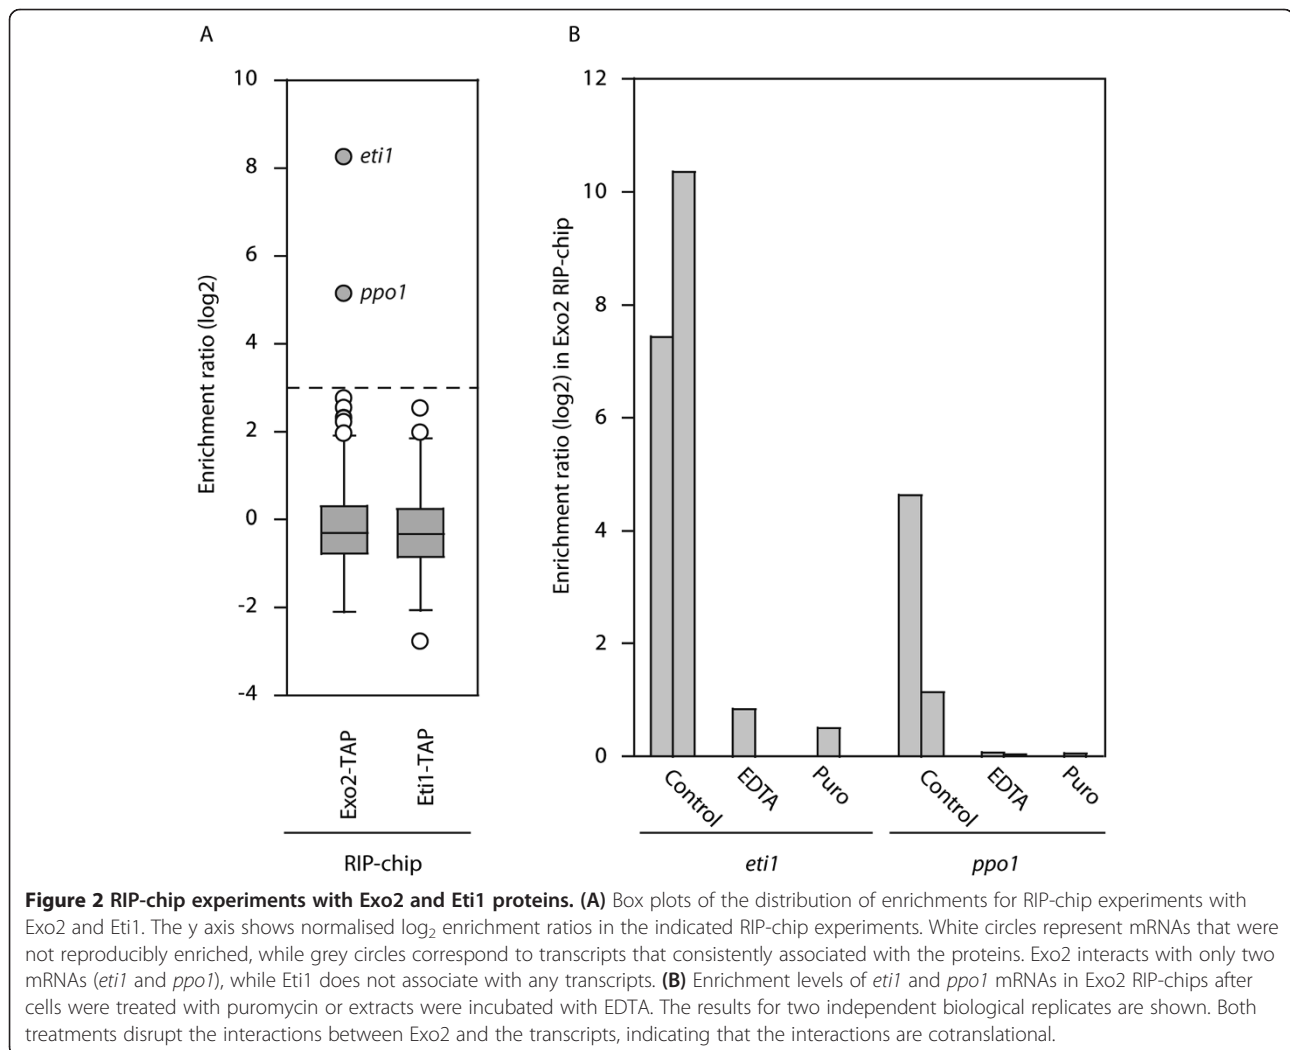 A
B
10
8
6
4
2
0
-2
-4
Enrichment ratio (log2)
eti1
ppo1
Exo2-TAP
Eti1-TAP
RIP-chip
12
10
8
6
4
2
0
Enrichment ratio (log2) in Exo2 RIP-chip
Control
EDTA
Puro
Control
EDTA
Puro
eti1
ppo1
Figure 2 RIP-chip experiments with Exo2 and Eti1 proteins. (A) Box plots of the distribution of enrichments for RIP-chip experiments with
Exo2 and Eti1. The y axis shows normalised log₂ enrichment ratios in the indicated RIP-chip experiments. White circles represent mRNAs that were
not reproducibly enriched, while grey circles correspond to transcripts that consistently associated with the proteins. Exo2 interacts with only two
mRNAs (eti1 and ppo1), while Eti1 does not associate with any transcripts. (B) Enrichment levels of eti1 and ppo1 mRNAs in Exo2 RIP-chips after
cells were treated with puromycin or extracts were incubated with EDTA. The results for two independent biological replicates are shown. Both
treatments disrupt the interactions between Exo2 and the transcripts, indicating that the interactions are cotranslational.